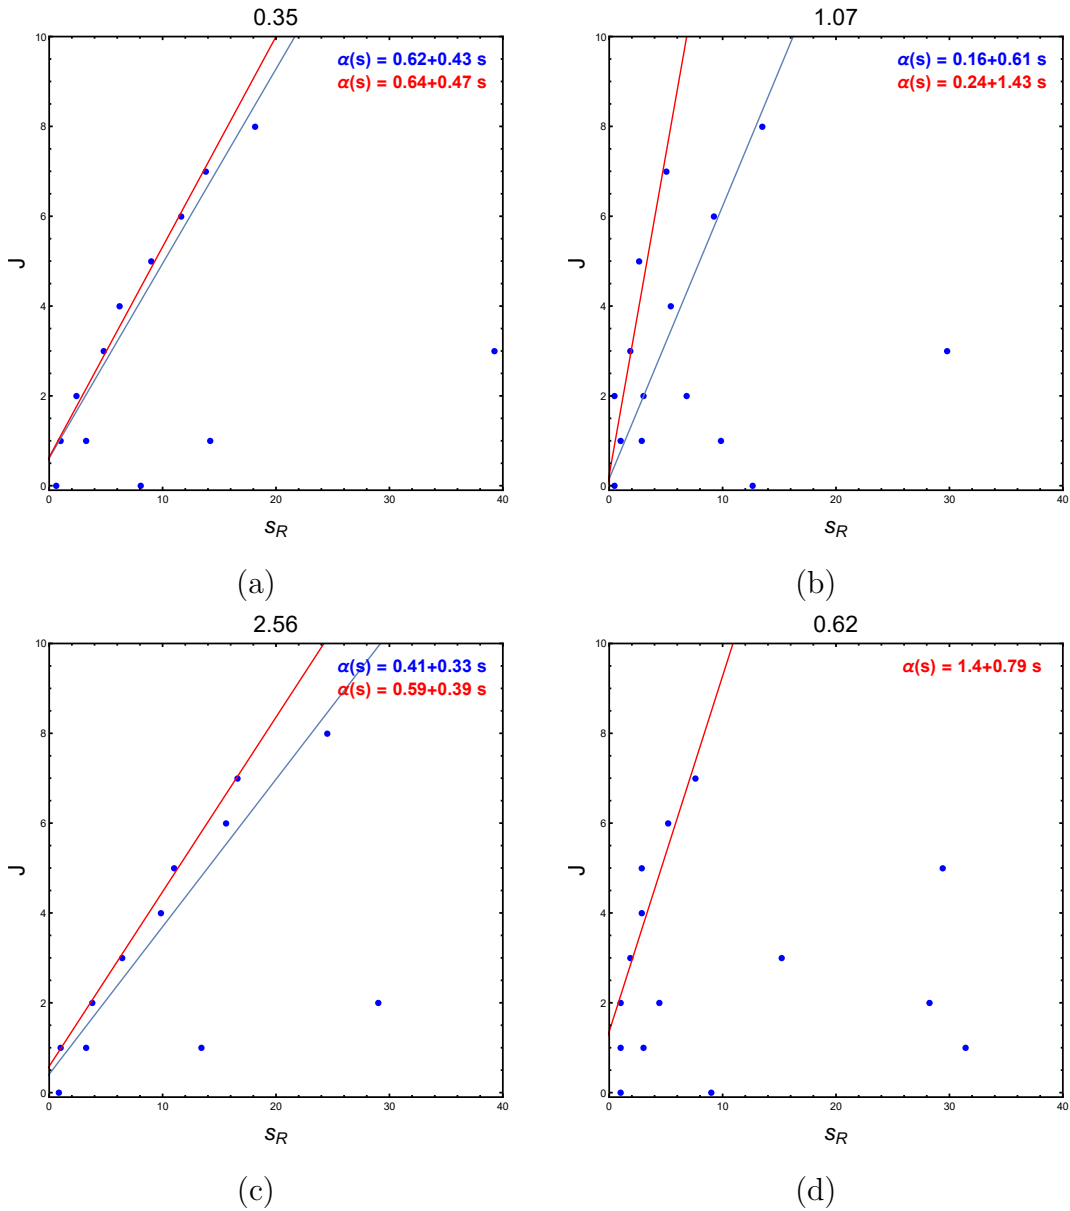 0.35
α(s) = 0.62+0.43 s
α(s) = 0.64+0.47 s
10
8
6
4
2
0
J
0 10 20 30 40
s_R
(a)
1.07
α(s) = 0.16+0.61 s
α(s) = 0.24+1.43 s
10
8
6
4
2
0
J
0 10 20 30 40
s_R
(b)
2.56
α(s) = 0.41+0.33 s
α(s) = 0.59+0.39 s
10
8
6
4
2
0
J
0 10 20 30 40
s_R
(c)
0.62
α(s) = 1.4+0.79 s
10
8
6
4
2
0
J
0 10 20 30 40
s_R
(d)